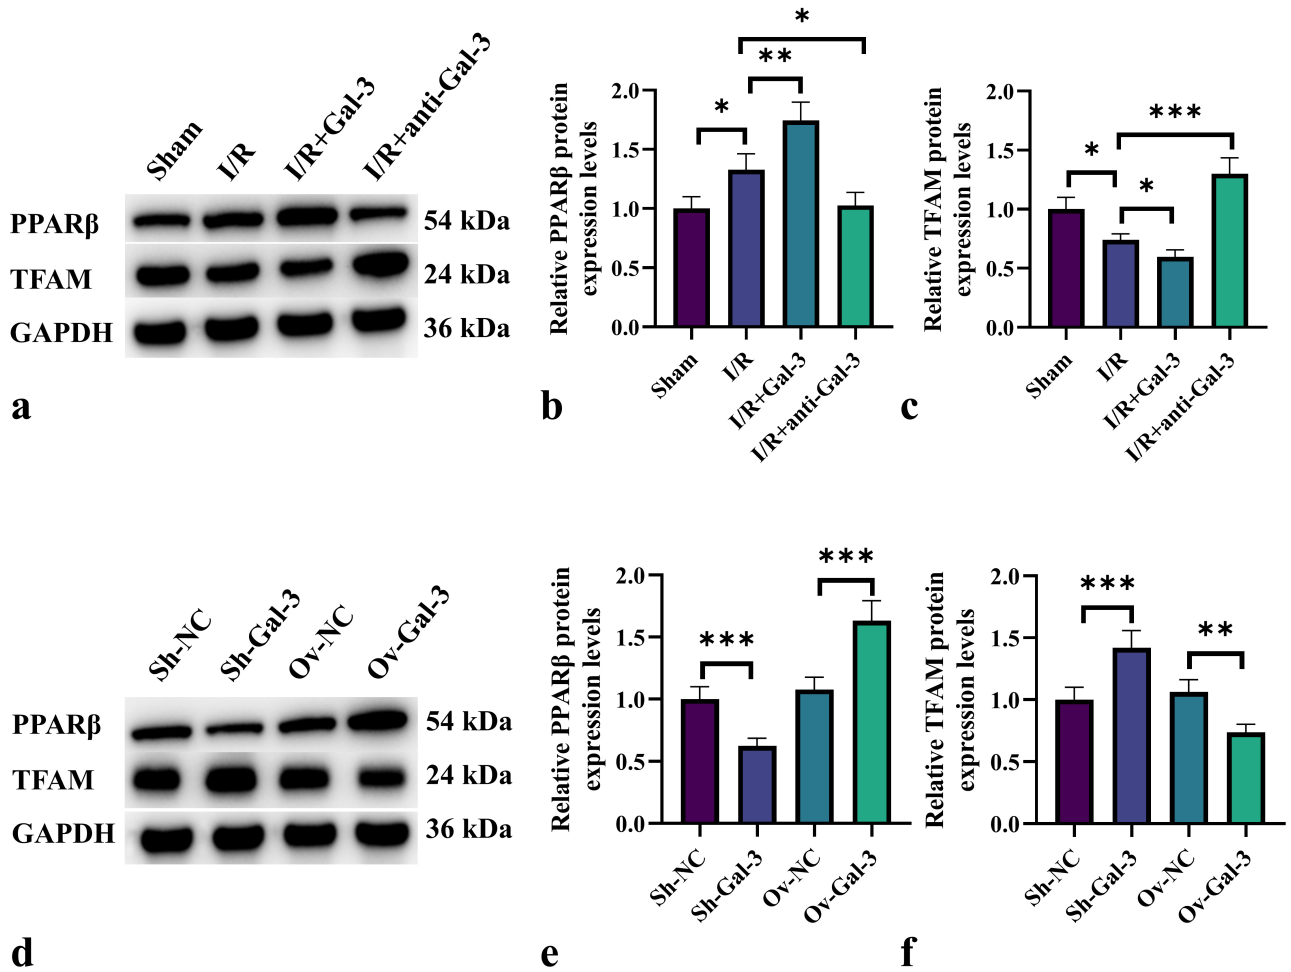 Sham
I/R
I/R+Gal-3
I/R+anti-Gal-3
PPARβ
54 kDa
TFAM
24 kDa
GAPDH
36 kDa
a
Relative PPARβ protein
expression levels
2.0
1.5
1.0
0.5
0.0
*
**
*
Sham
I/R
I/R+Gal-3
I/R+anti-Gal-3
b
Relative TFAM protein
expression levels
2.0
1.5
1.0
0.5
0.0
*
*
***
Sham
I/R
I/R+Gal-3
I/R+anti-Gal-3
c
Sh-NC
Sh-Gal-3
Ov-NC
Ov-Gal-3
PPARβ
54 kDa
TFAM
24 kDa
GAPDH
36 kDa
d
Relative PPARβ protein
expression levels
2.0
1.5
1.0
0.5
0.0
***
***
Sh-NC
Sh-Gal-3
Ov-NC
Ov-Gal-3
e
Relative TFAM protein
expression levels
2.0
1.5
1.0
0.5
0.0
***
**
Sh-NC
Sh-Gal-3
Ov-NC
Ov-Gal-3
f